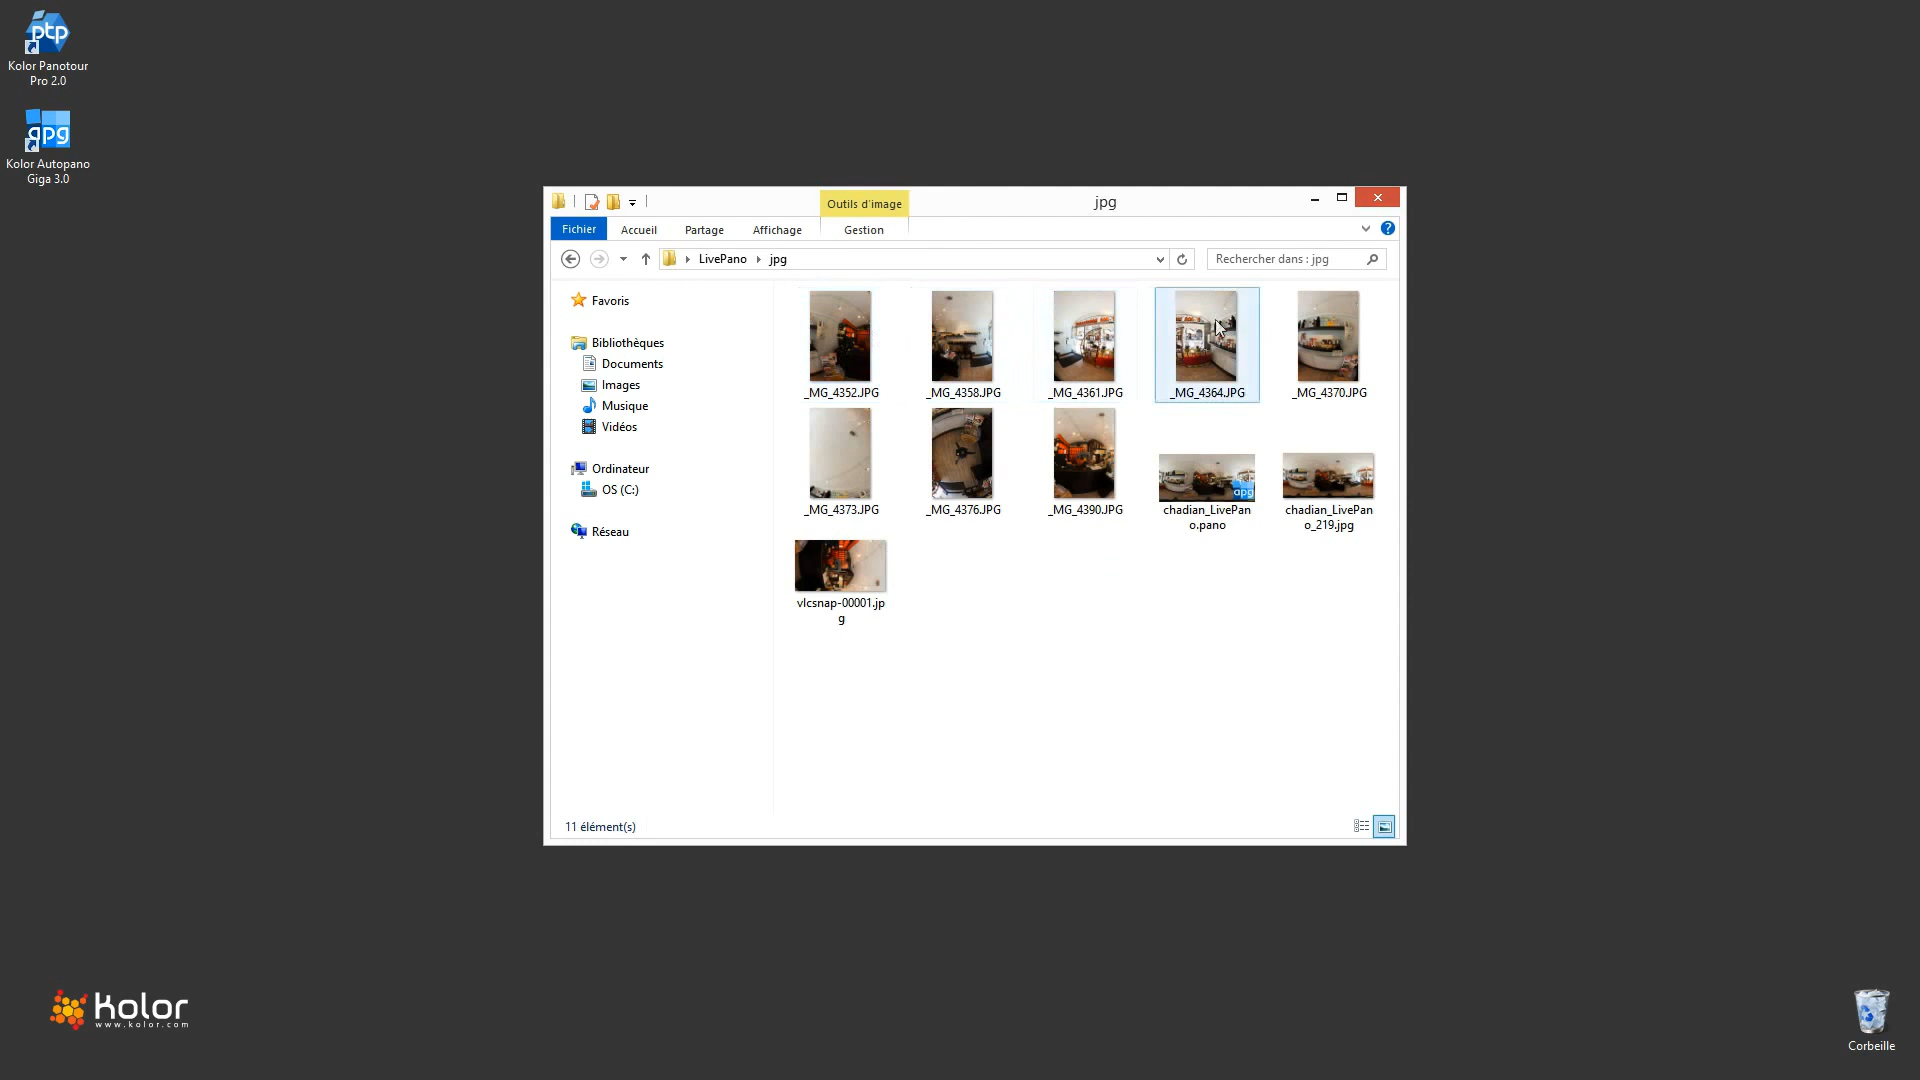 ptp
Kolor Panotour
Pro 2.0
apg
Kolor Autopano
Giga 3.0
Outils d'image
jpg
Fichier
Accueil
Partage
Affichage
Gestion
LivePano
jpg
Rechercher dans : jpg
Favoris
Bibliothèques
Documents
Images
Musique
Vidéos
Ordinateur
OS (C:)
Réseau
_MG_4352.JPG
_MG_4358.JPG
_MG_4361.JPG
_MG_4364.JPG
_MG_4370.JPG
_MG_4373.JPG
_MG_4376.JPG
_MG_4390.JPG
apg
chadian_LivePan
o.pano
chadian_LivePan
o_219.jpg
vlcsnap-00001.jp
g
11 élément(s)
kolor
www.kolor.com
Corbeille